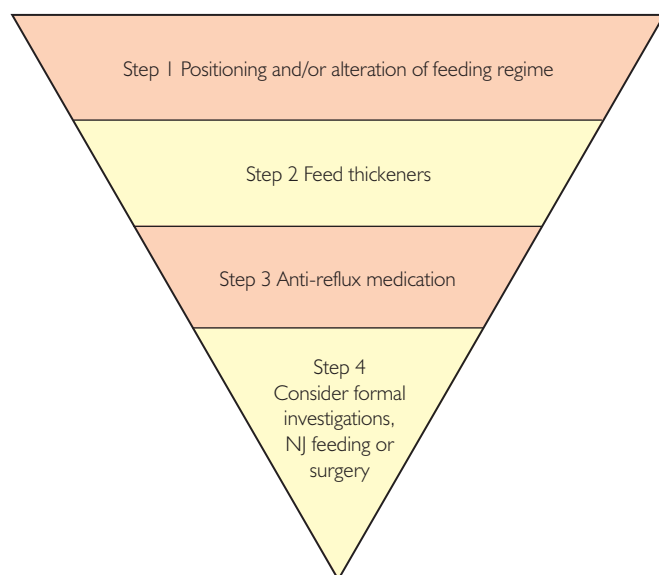 Step 1 Positioning and/or alteration of feeding regime
Step 2 Feed thickeners
Step 3 Anti-reflux medication
Step 4
Consider formal
investigations,
NJ feeding or
surgery